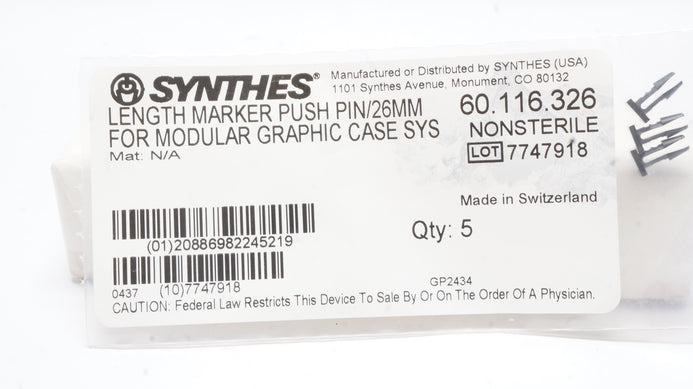 SYNTHES®
Manufactured or Distributed by SYNTHES (USA)
1101 Synthes Avenue, Monument, CO 80132
LENGTH MARKER PUSH PIN/26MM
FOR MODULAR GRAPHIC CASE SYS
Mat: N/A
60.116.326
NONSTERILE
LOT 7747918
Made in Switzerland
Qty: 5
(01)20886982245219
(10)7747918
0437
GP2434
CAUTION: Federal Law Restricts This Device To Sale By Or On The Order Of A Physician.